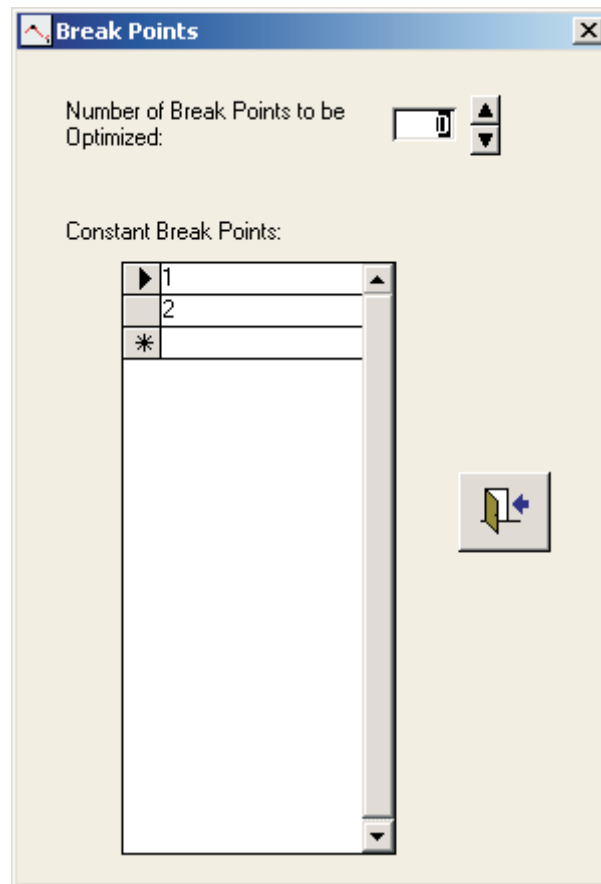 Break Points
Number of Break Points to be
Optimized:
0
Constant Break Points:
1
2